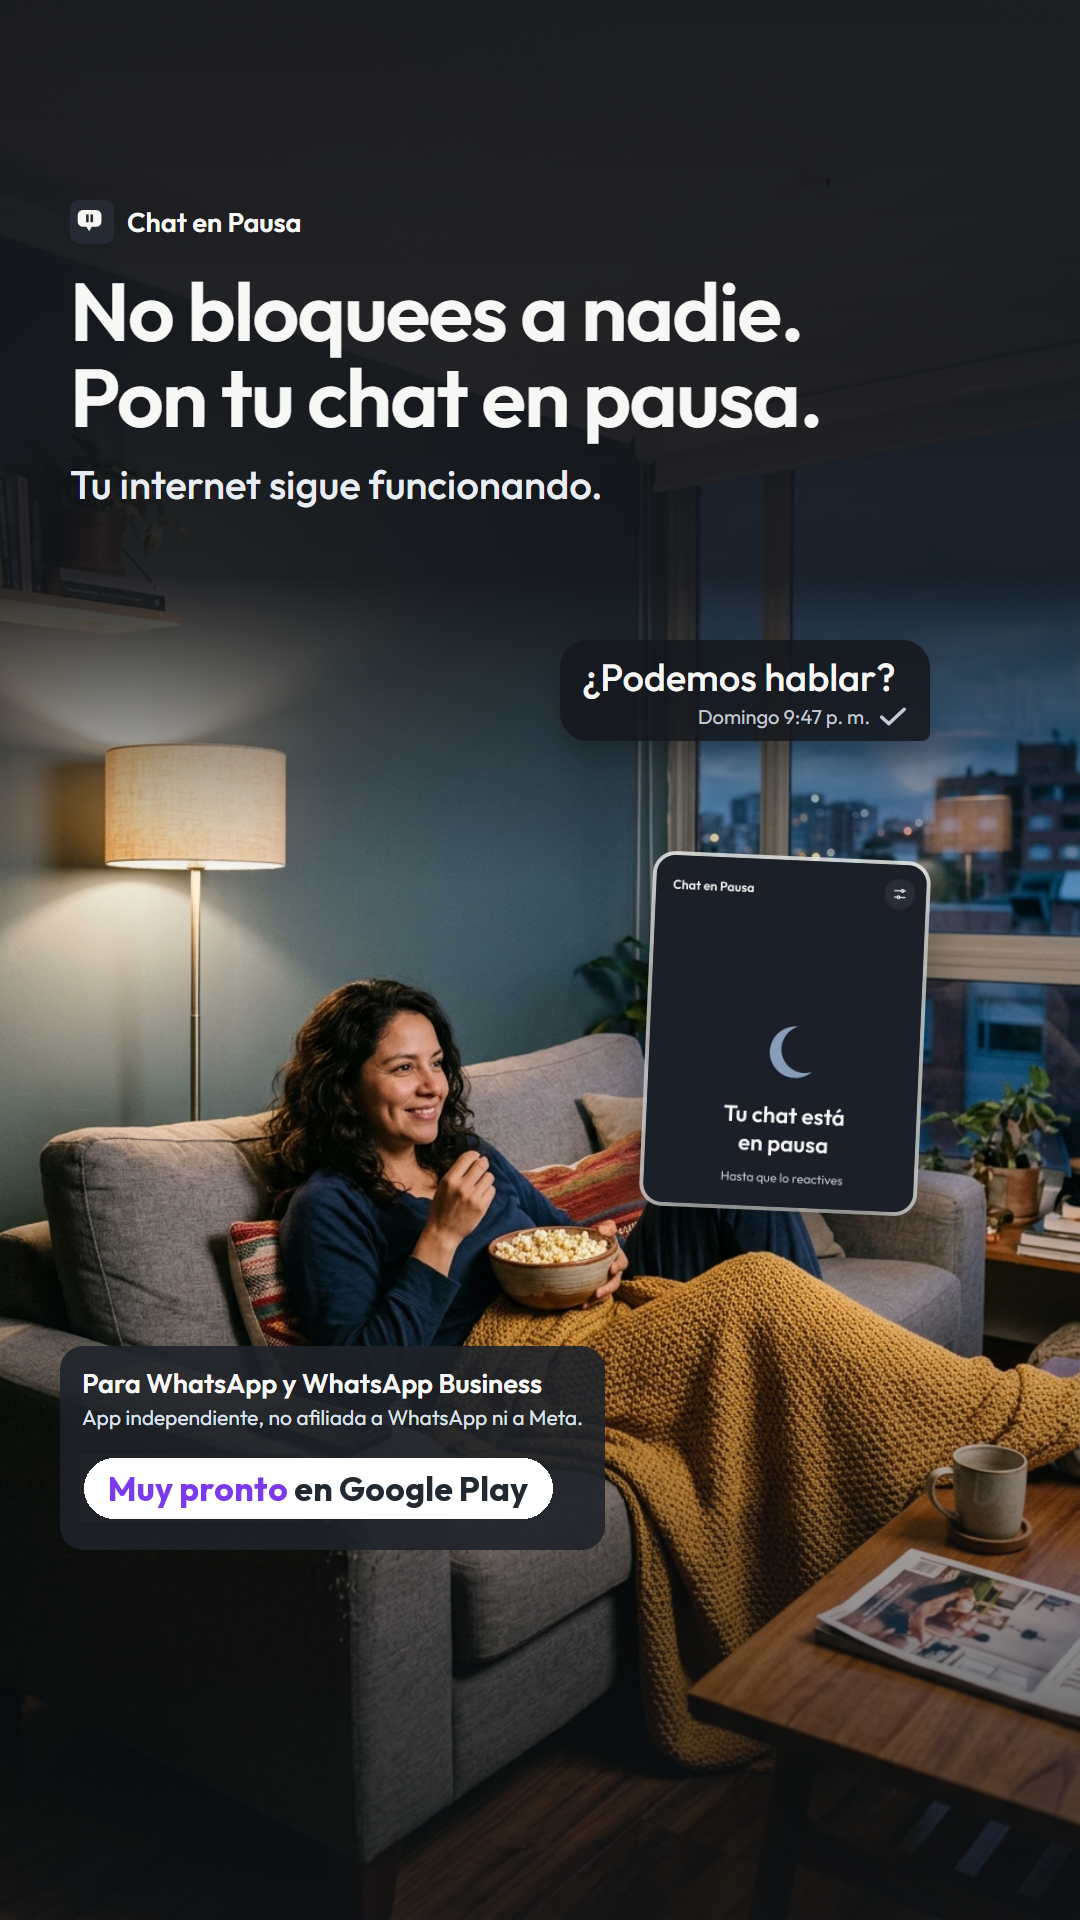 Chat en Pausa
No bloquees a nadie.
Pon tu chat en pausa.
Tu internet sigue funcionando.
¿Podemos hablar?
Domingo 9:47 p. m.
Chat en Pausa
Tu chat está
en pausa
Hasta que lo reactives
Para WhatsApp y WhatsApp Business
App independiente, no afiliada a WhatsApp ni a Meta.
Muy pronto en Google Play